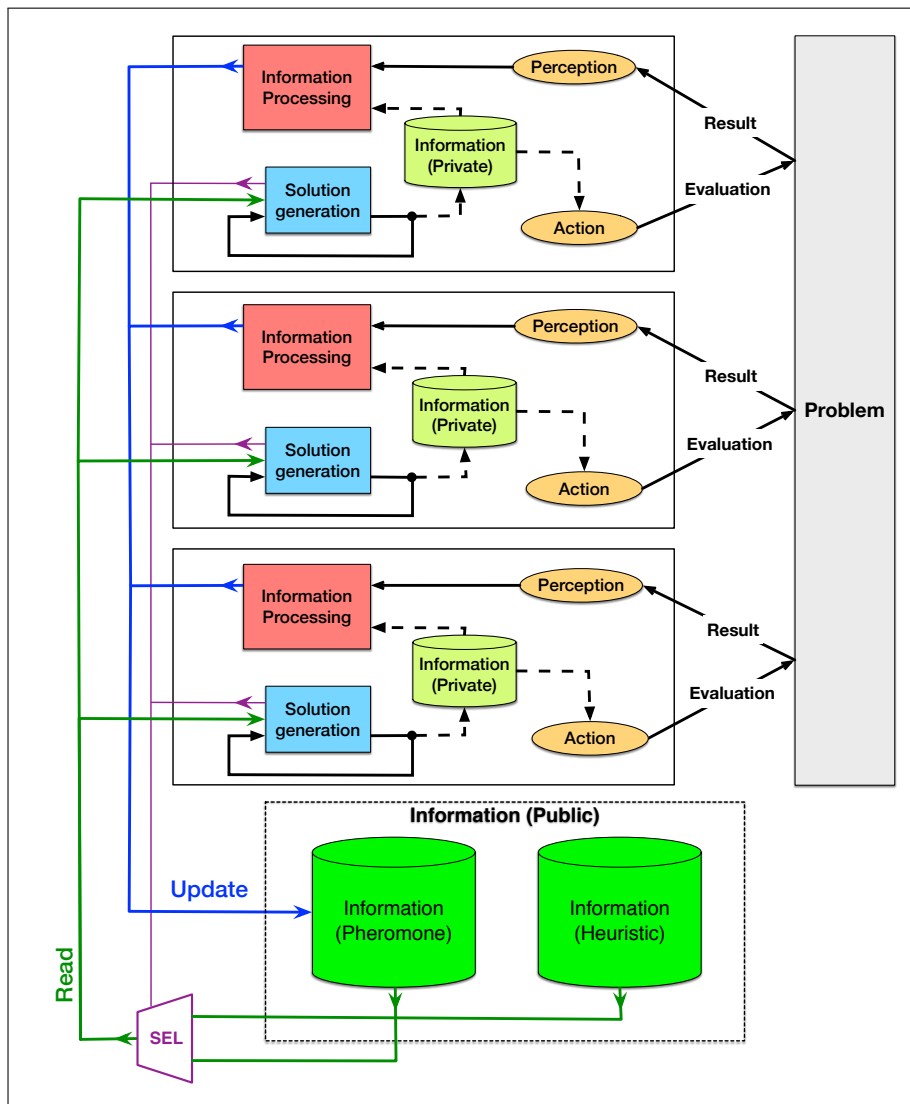 Information
Processing
Perception
Result
Information
(Private)
Evaluation
Solution
generation
Action
Information
Processing
Perception
Result
Information
(Private)
Problem
Evaluation
Solution
generation
Action
Information
Processing
Perception
Result
Information
(Private)
Evaluation
Solution
generation
Action
Information (Public)
Update
Information
(Pheromone)
Information
(Heuristic)
Read
SEL